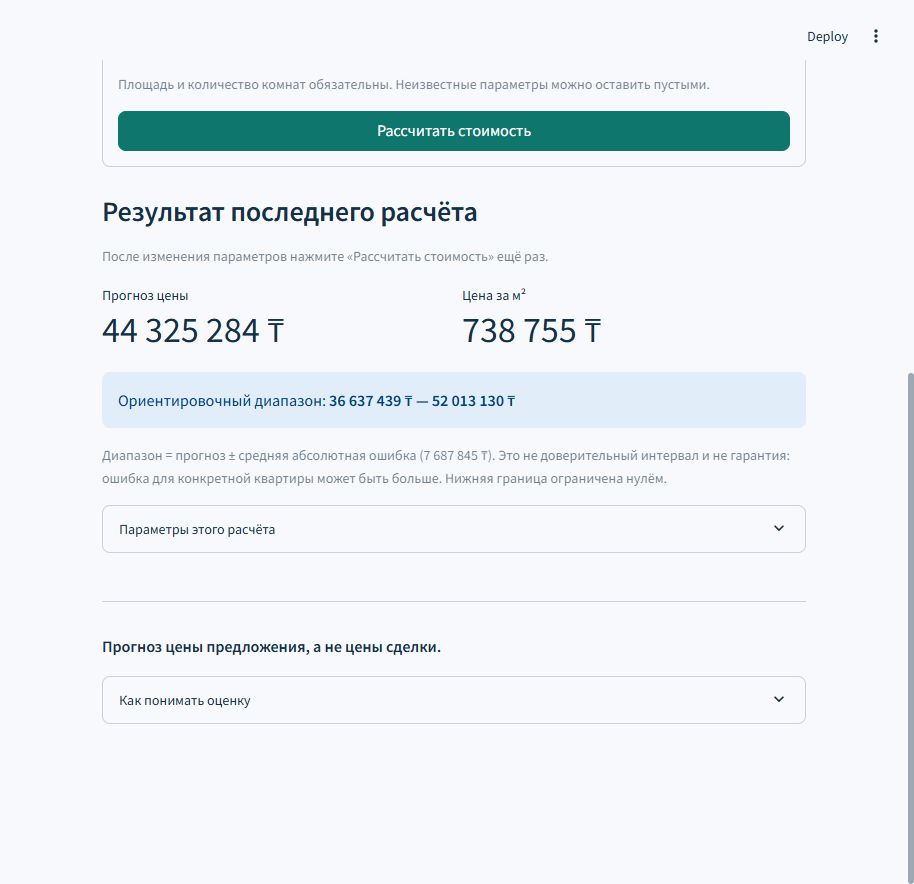 Deploy
Площадь и количество комнат обязательны. Неизвестные параметры можно оставить пустыми.
Рассчитать стоимость
Результат последнего расчёта
После изменения параметров нажмите «Рассчитать стоимость» ещё раз.
Прогноз цены
Цена за м²
44 325 284 ₸
738 755 ₸
Ориентировочный диапазон: 36 637 439 ₸ — 52 013 130 ₸
Диапазон = прогноз ± средняя абсолютная ошибка (7 687 845 ₸). Это не доверительный интервал и не гарантия:
ошибка для конкретной квартиры может быть больше. Нижняя граница ограничена нулём.
Параметры этого расчёта
Прогноз цены предложения, а не цены сделки.
Как понимать оценку